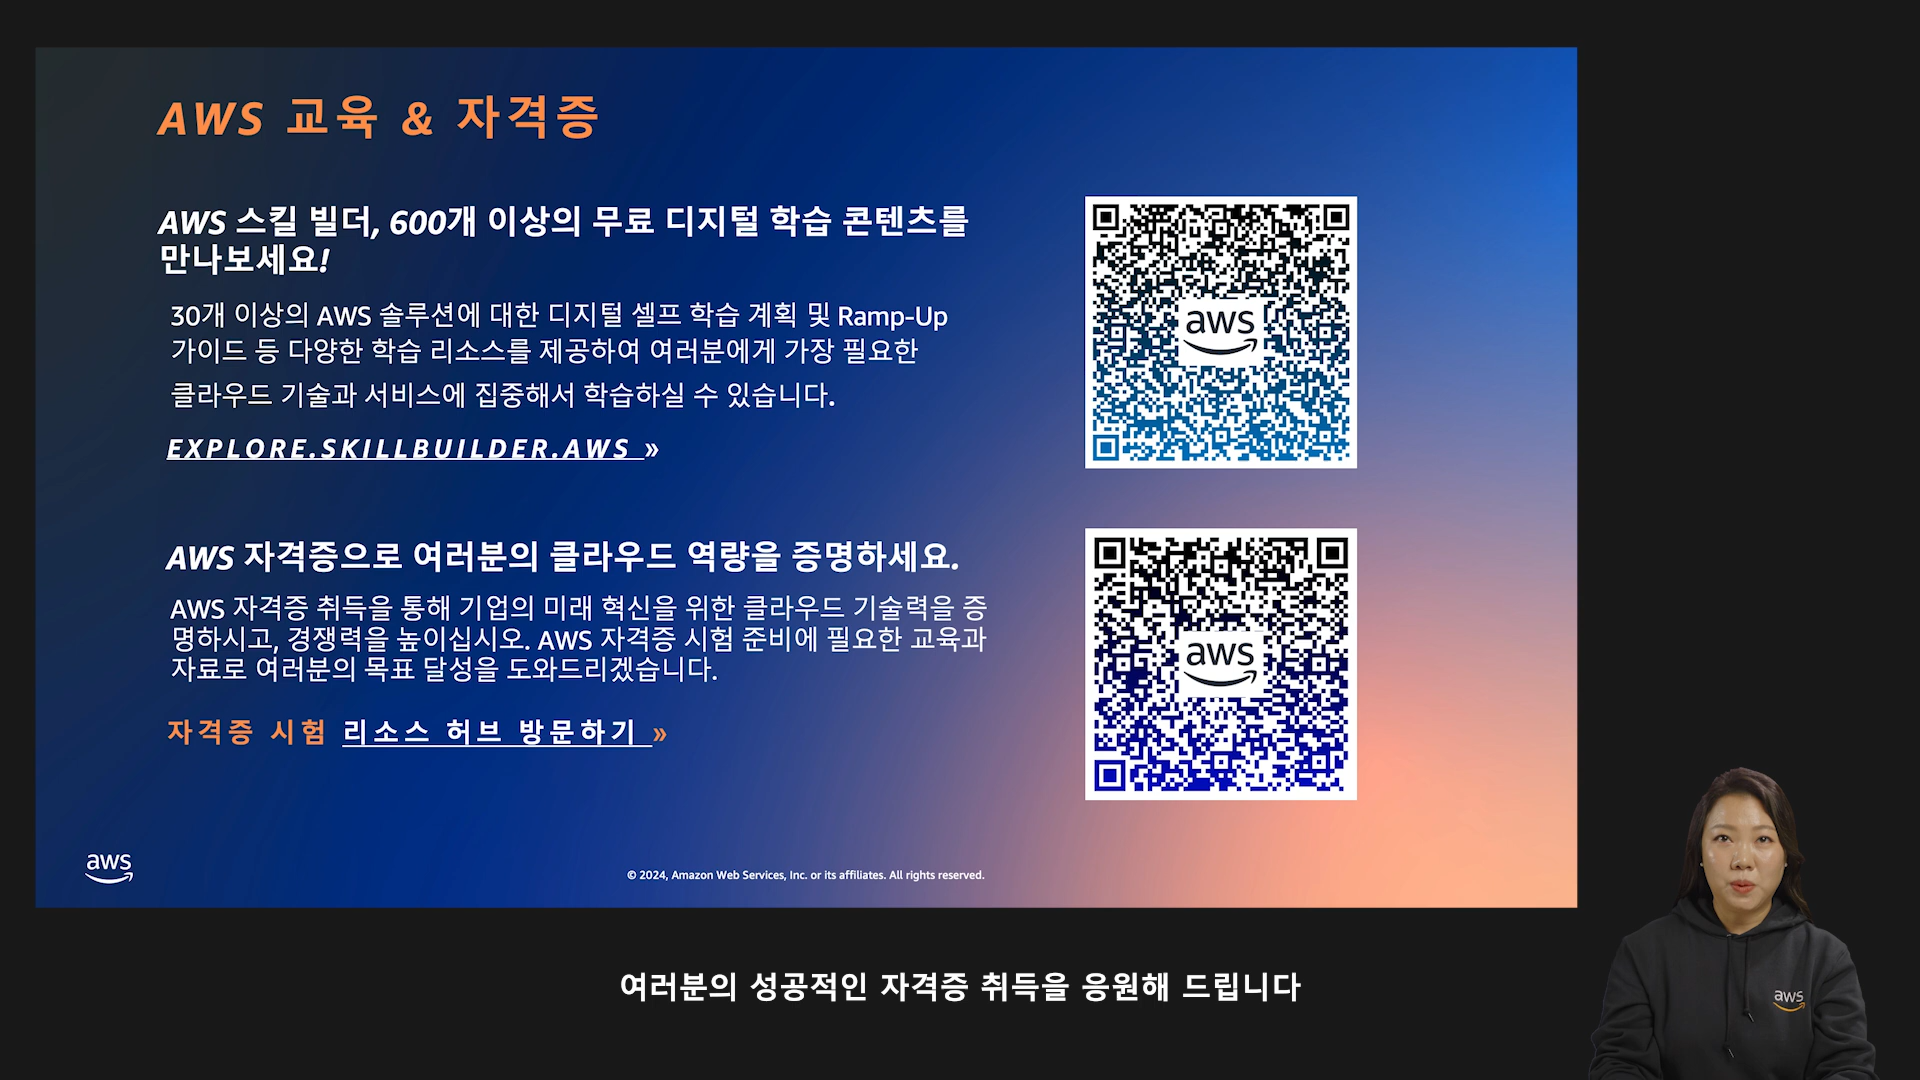 AWS 교육 & 자격증
AWS 스킬 빌더, 600개 이상의 무료 디지털 학습 콘텐츠를
만나보세요!
30개 이상의 AWS 솔루션에 대한 디지털 셀프 학습 계획 및 Ramp-Up
가이드 등 다양한 학습 리소스를 제공하여 여러분에게 가장 필요한
클라우드 기술과 서비스에 집중해서 학습하실 수 있습니다.
EXPLORE.SKILLBUILDER.AWS »
aws
AWS 자격증으로 여러분의 클라우드 역량을 증명하세요.
AWS 자격증 취득을 통해 기업의 미래 혁신을 위한 클라우드 기술력을 증
명하시고, 경쟁력을 높이십시오. AWS 자격증 시험 준비에 필요한 교육과
자료로 여러분의 목표 달성을 도와드리겠습니다.
자격증 시험 리소스 허브 방문하기 »
aws
aws
© 2024, Amazon Web Services, Inc. or its affiliates. All rights reserved.
여러분의 성공적인 자격증 취득을 응원해 드립니다
aws